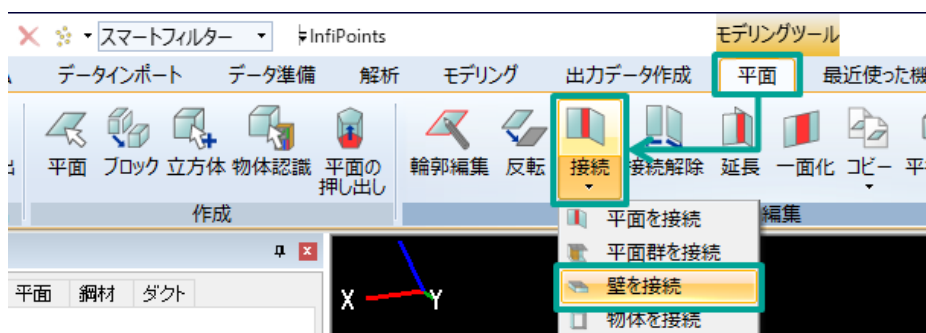 スマートフィルター InfiPoints モデリングツール
データインポート データ準備 解析 モデリング 出力データ作成 平面 最近使った機
平面 ブロック 立方体 物体認識 平面の押し出し 輪郭編集 反転 接続 接続解除 延長 一面化 コピー
作成 編集
平面を接続
平面群を接続
平面 鋼材 ダクト
壁を接続
X Y
物体を接続